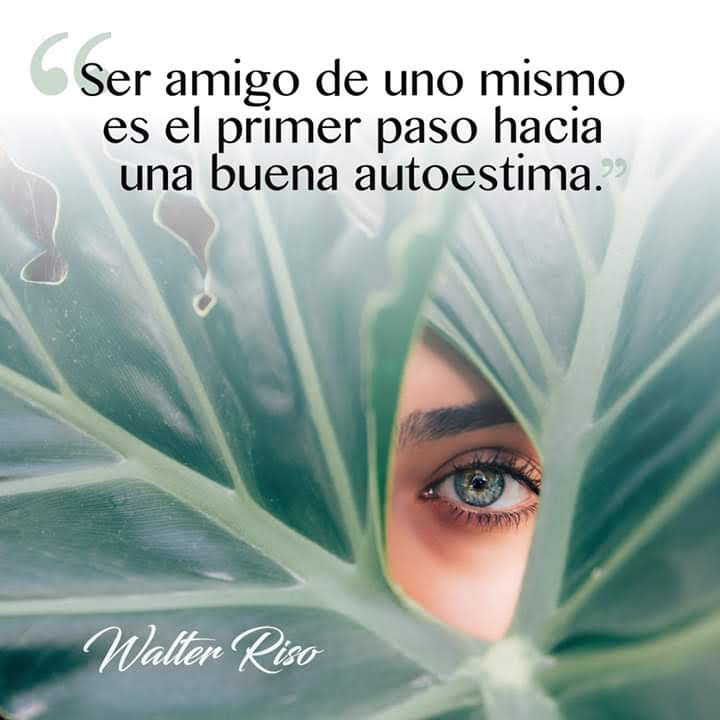 “Ser amigo de uno mismo
es el primer paso hacia
una buena autoestima.”
Walter Riso